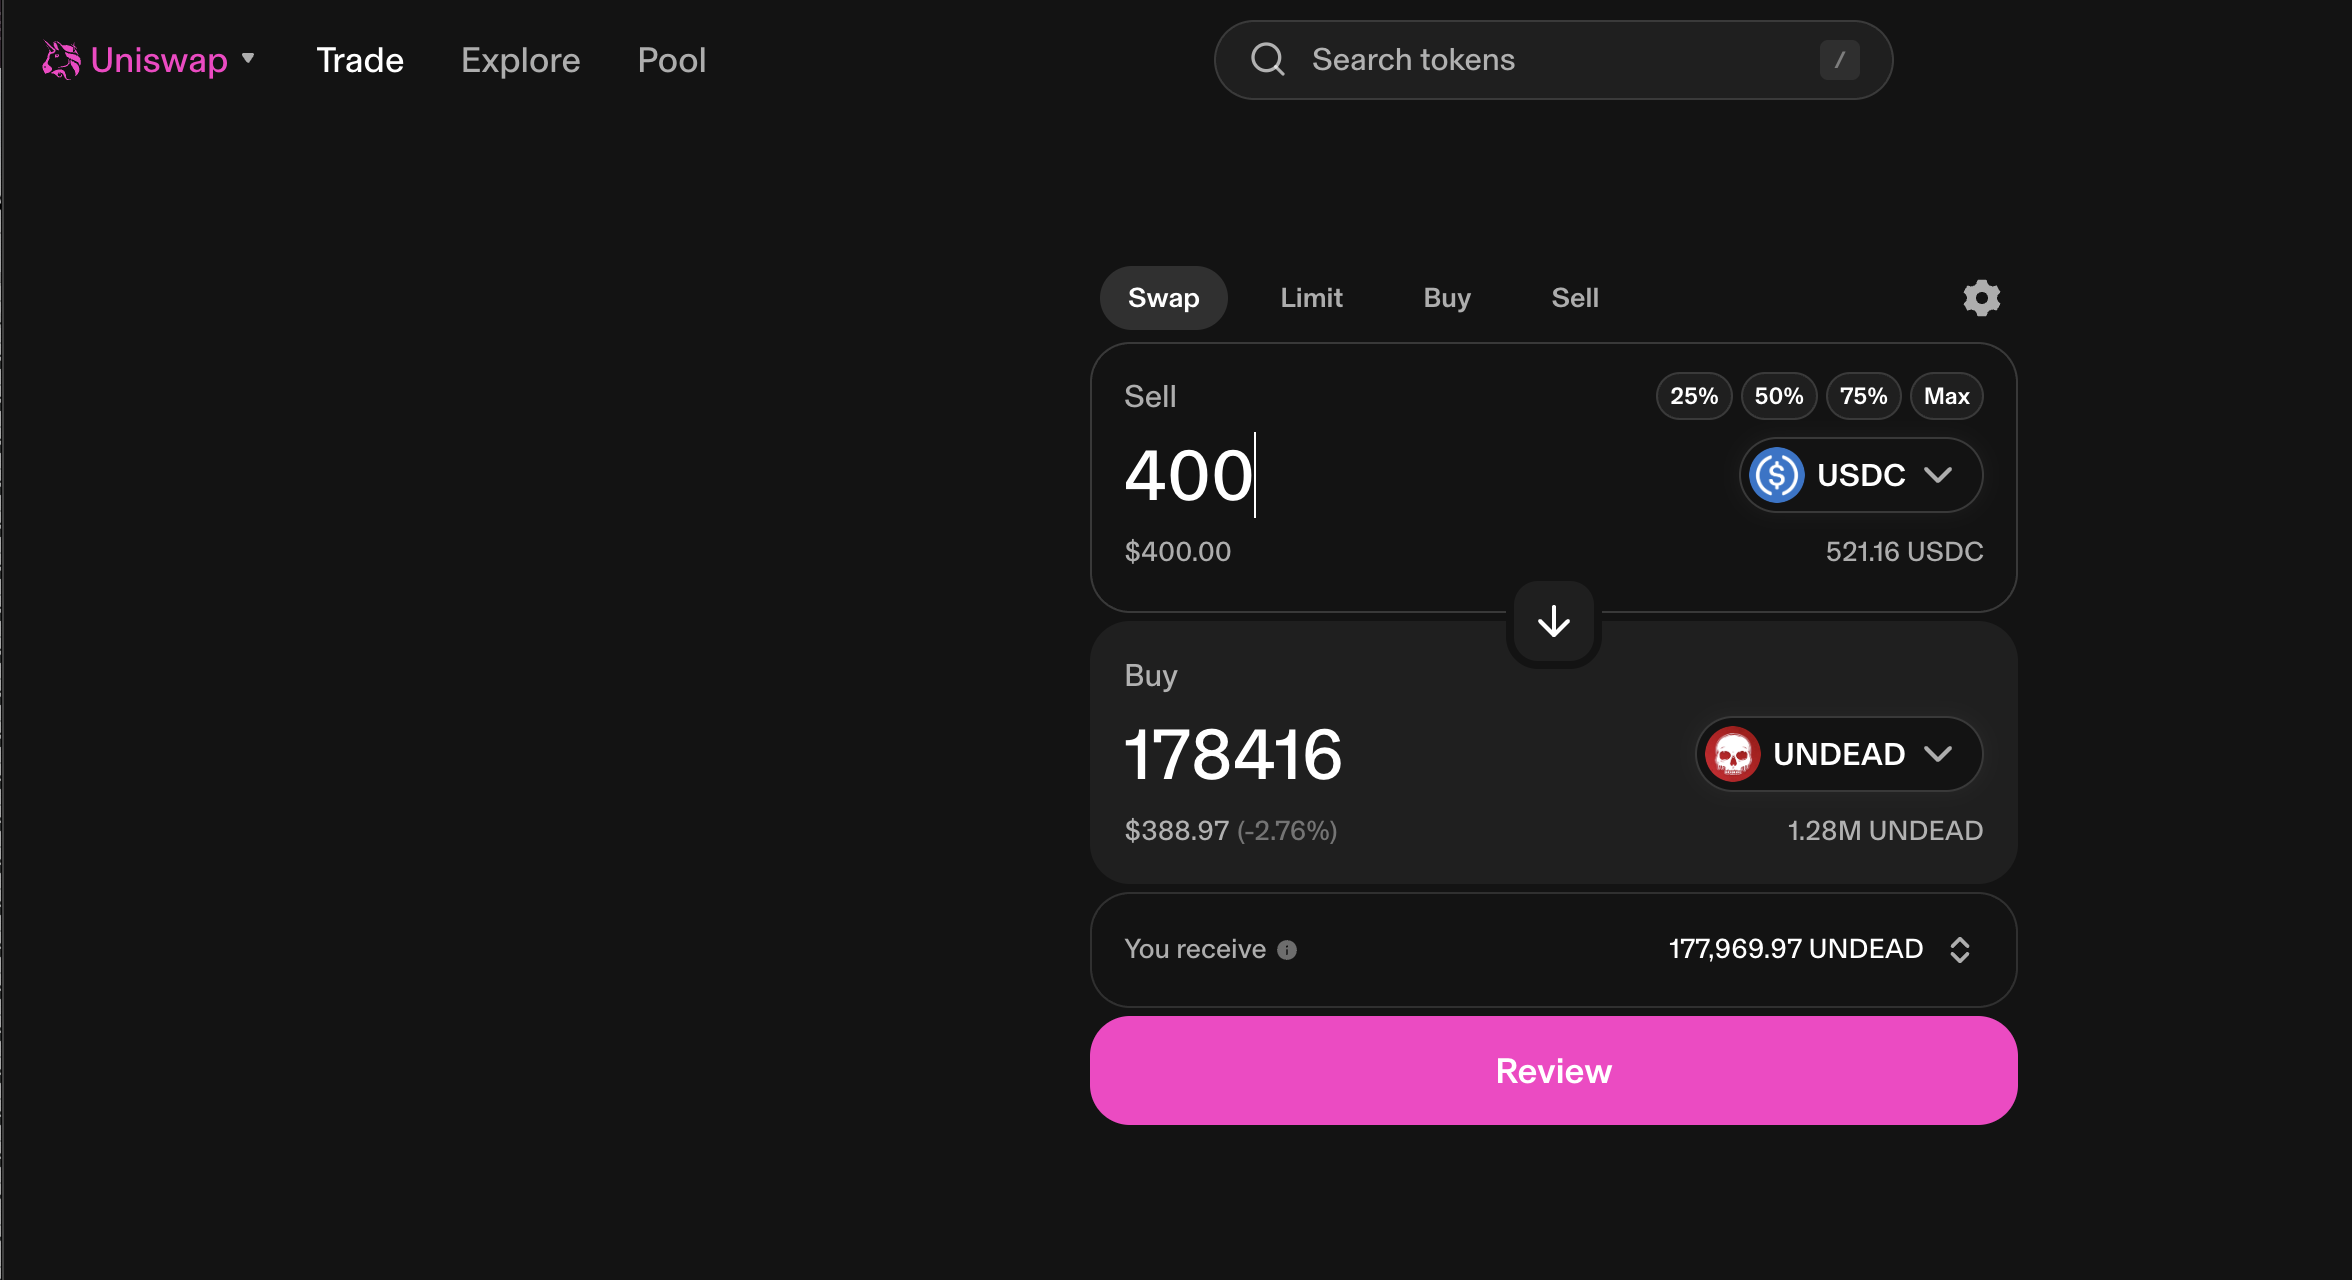 Uniswap Trade Explore Pool Search tokens /
Swap Limit Buy Sell
Sell 25% 50% 75% Max
400 USDC
$400.00 521.16 USDC
Buy
178416 UNDEAD
$388.97 (-2.76%) 1.28M UNDEAD
You receive 177,969.97 UNDEAD
Review